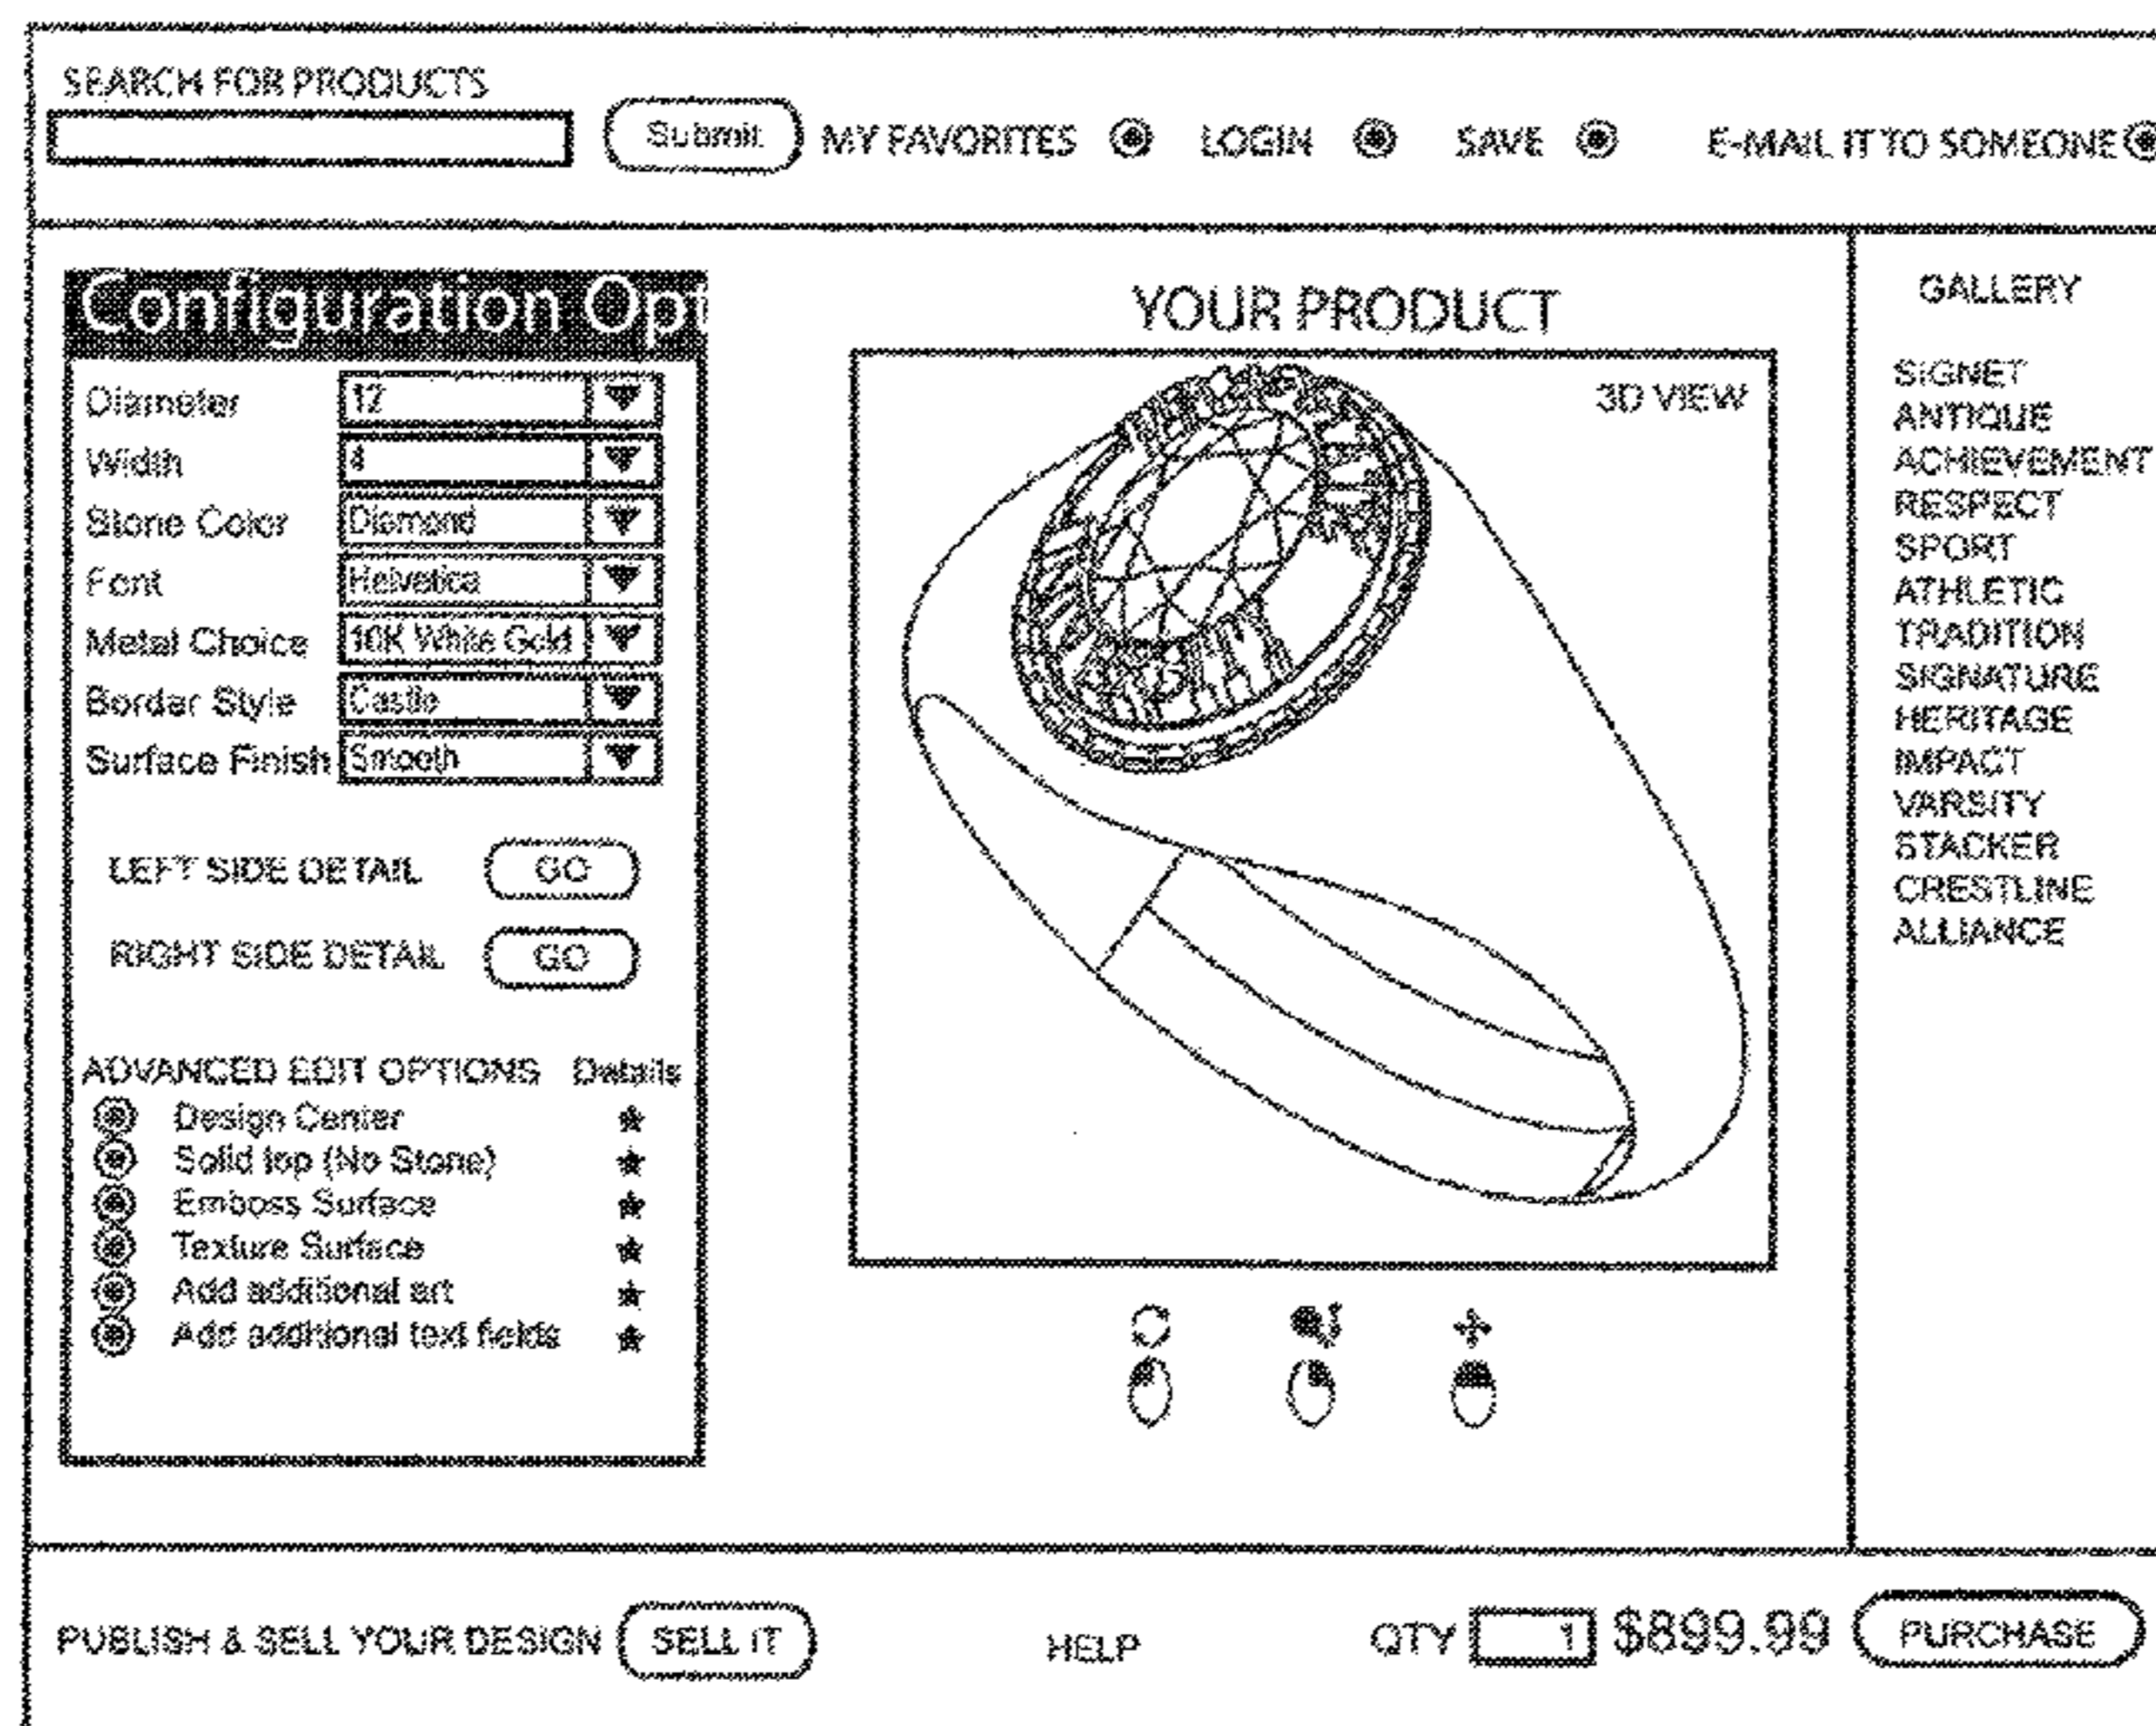 SEARCH FOR PRODUCTS
Submit MY FAVORITES LOGIN SAVE E-MAIL IT TO SOMEONE
Configuration Opt
Diameter 12
Width 4
Stone Color Diamond
Font Helvetica
Metal Choice 10K White Gold
Bordar Style Castle
Surface Finish Smooth
LEFT SIDE DETAIL GO
RIGHT SIDE DETAIL GO
ADVANCED EDIT OPTIONS Details
Design Center
Solid top (No Stone)
Emboss Surface
Texture Surface
Add additional art
Add additional text fields
YOUR PRODUCT
3D VIEW
GALLERY
SIGNET
ANTIQUE
ACHIEVEMENT
RESPECT
SPORT
ATHLETIC
TRADITION
SIGNATURE
HERITAGE
IMPACT
VARSITY
STACKER
CRESTLINE
ALLIANCE
PUBLISH & SELL YOUR DESIGN SELL IT HELP QTY 1 $899.99 PURCHASE